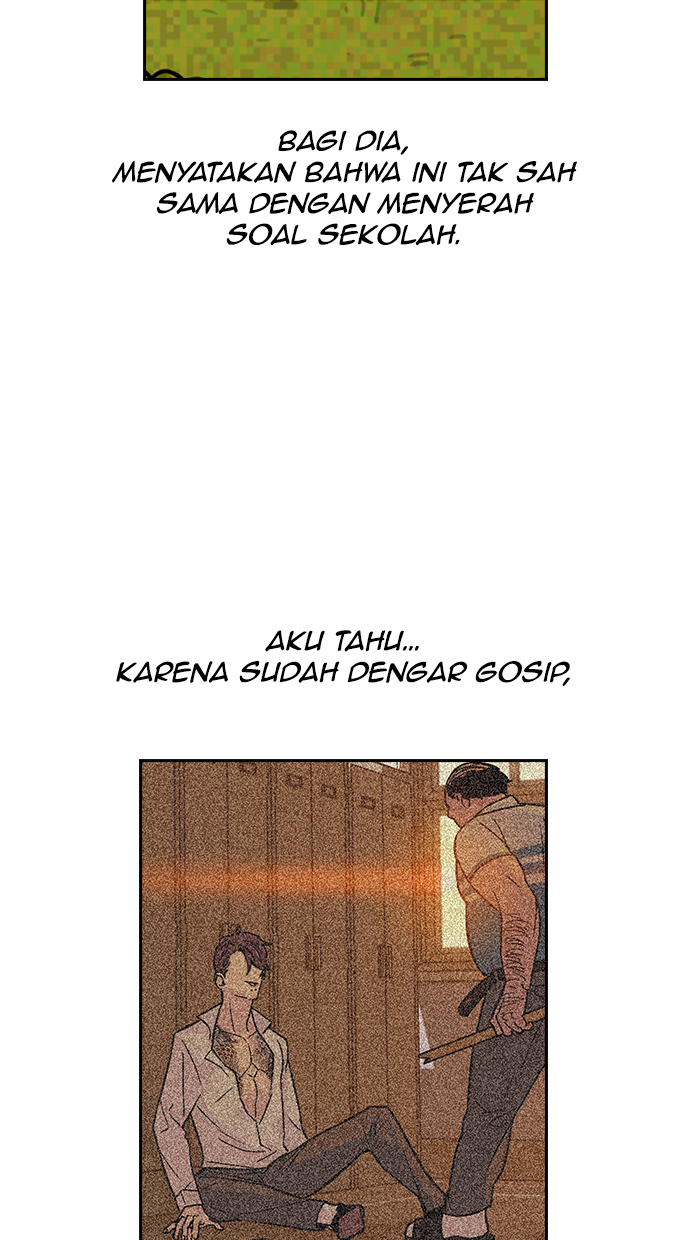 BAGI DIA,
MENYATAKAN BAHWA INI TAK SAH
SAMA DENGAN MENYERAH
SOAL SEKOLAH.
AKU TAHU...
KARENA SUDAH DENGAR GOSIP,